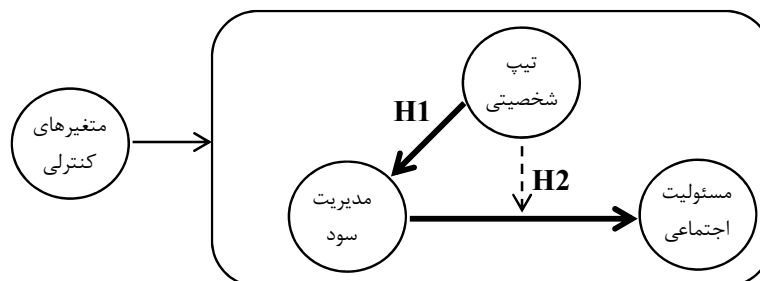 تیپ
شخصیتی
H1
متغیرهای
کنترلی
H2
مدیریت
سود
مسئولیت
اجتماعی